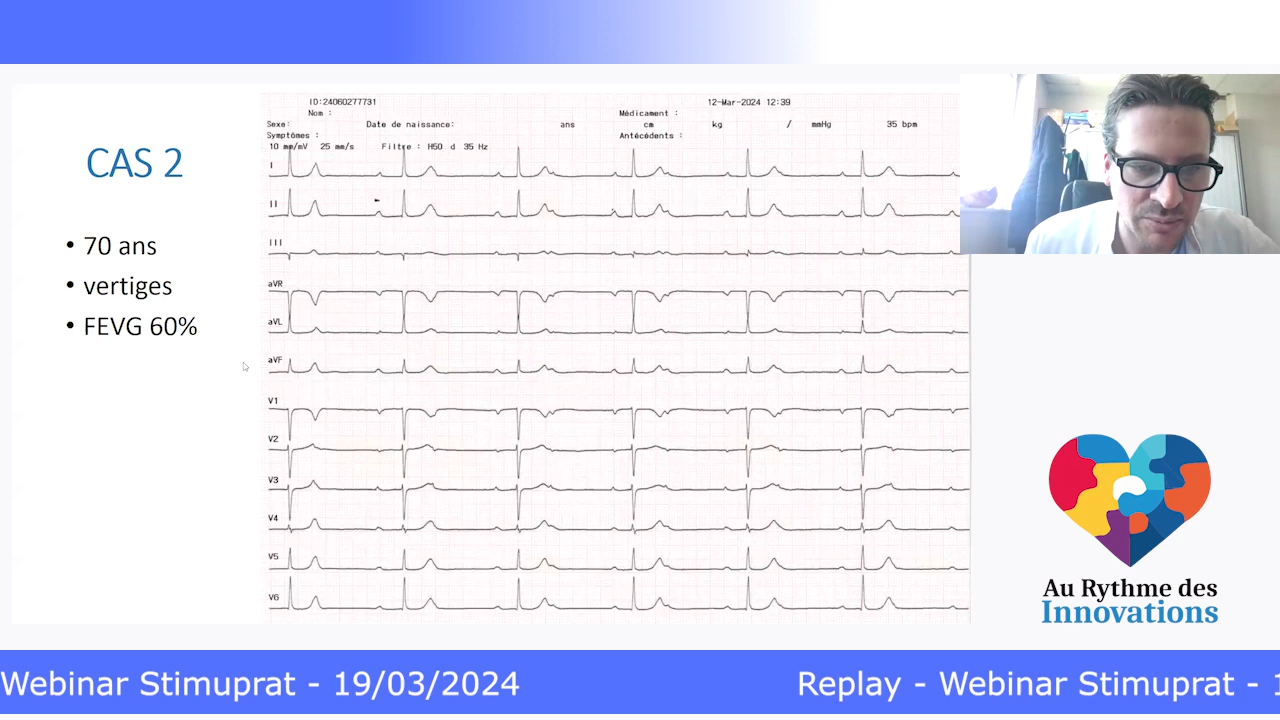 CAS 2
• 70 ans
• vertiges
• FEVG 60%
ID:24060277731 12-Mar-2024 12:39
Nom : Médicament :
Sexe: Date de naissance: ans cm kg / mmHg 35 bpm
Symptômes : Antécédents :
10 mm/mV 25 mm/s Filtre : H50 d 35 Hz
I
II
III
aVR
aVL
aVF
V1
V2
V3
V4
V5
V6
Au Rythme des
Innovations
Webinar Stimuprat - 19/03/2024 Replay - Webinar Stimuprat - 1